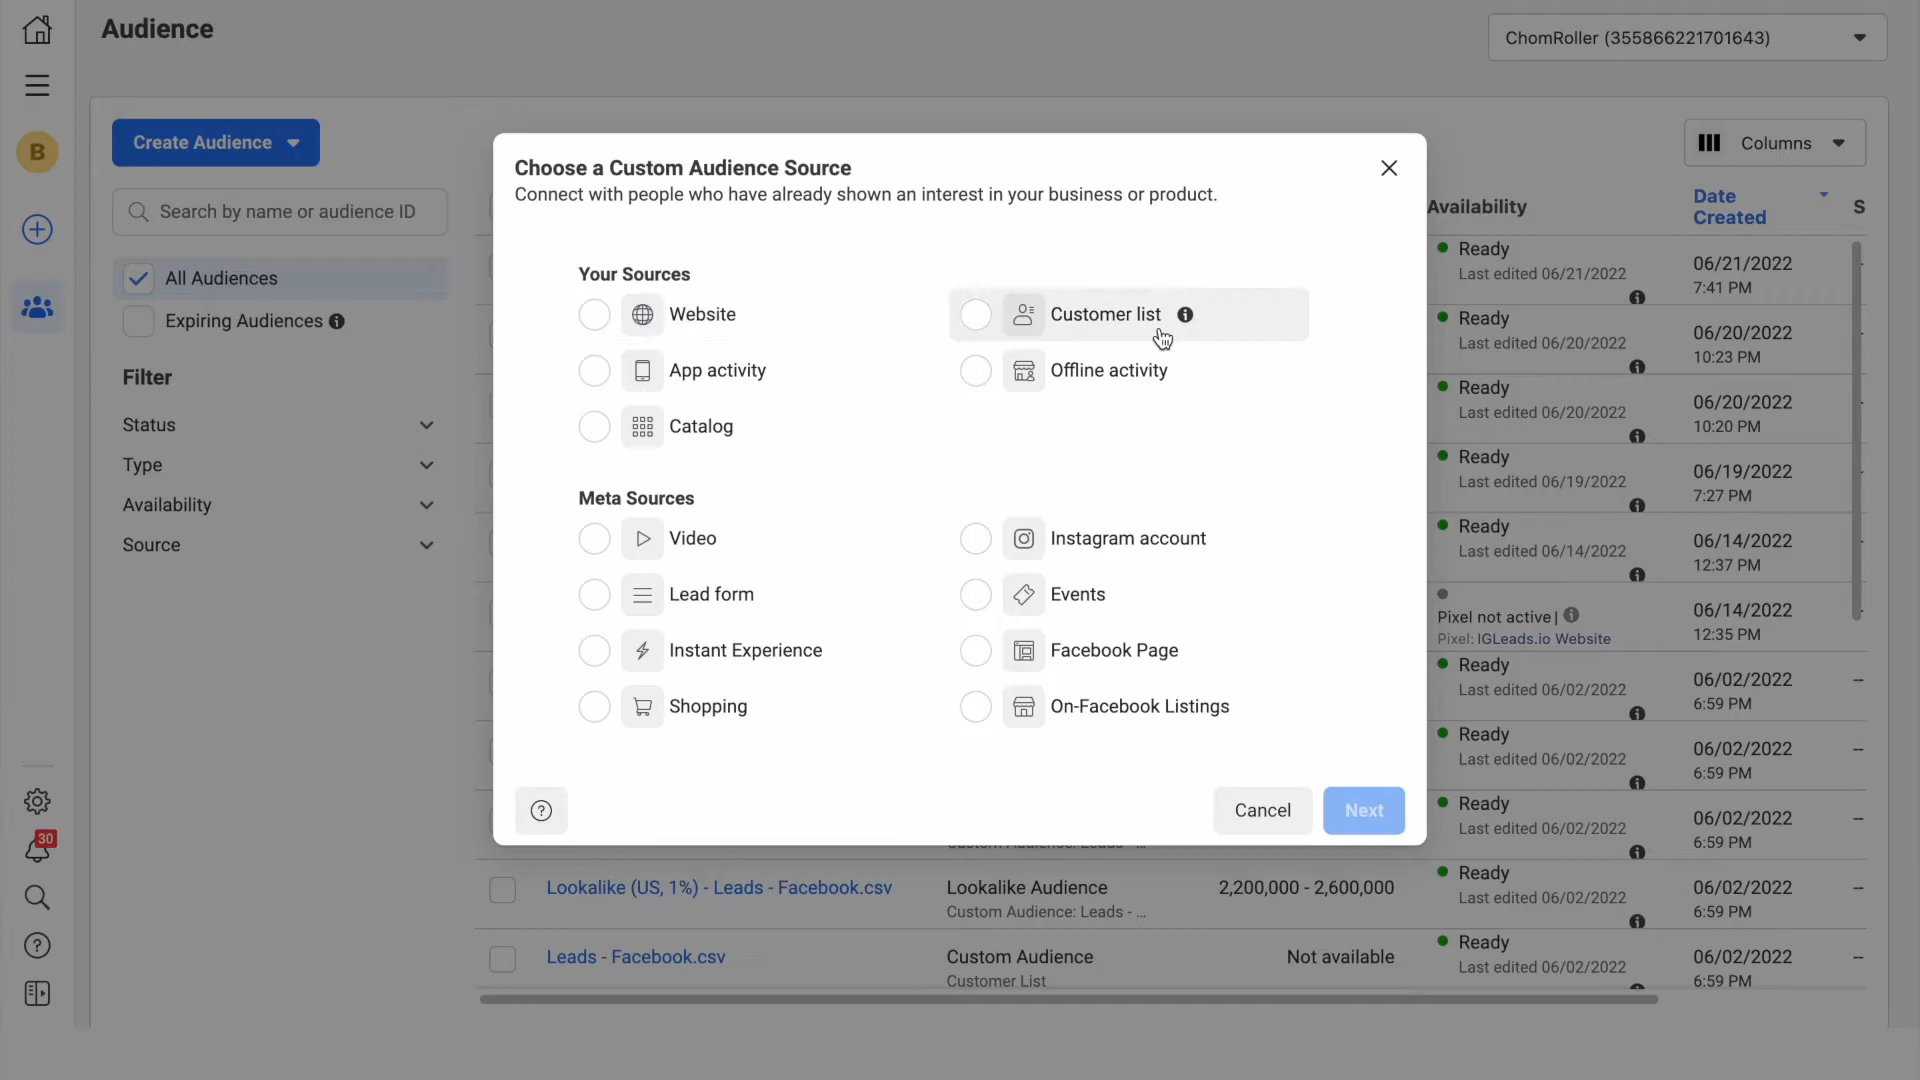 Audience
ChomRoller (355866221701643)
B
Create Audience
Search by name or audience ID
All Audiences
Expiring Audiences
Filter
Status
Type
Availability
Source
30
Columns
Availability
Date
Created
S
Ready
Last edited 06/21/2022
06/21/2022
7:41 PM
Ready
Last edited 06/20/2022
06/20/2022
10:23 PM
Ready
Last edited 06/20/2022
06/20/2022
10:20 PM
Ready
Last edited 06/19/2022
06/19/2022
7:27 PM
Ready
Last edited 06/14/2022
06/14/2022
12:37 PM
Pixel not active |
Pixel: IGLeads.io Website
06/14/2022
12:35 PM
Ready
Last edited 06/02/2022
06/02/2022
6:59 PM
--
Ready
Last edited 06/02/2022
06/02/2022
6:59 PM
--
Ready
Last edited 06/02/2022
06/02/2022
6:59 PM
--
Choose a Custom Audience Source
Connect with people who have already shown an interest in your business or product.
Your Sources
Website
Customer list
App activity
Offline activity
Catalog
Meta Sources
Video
Instagram account
Lead form
Events
Instant Experience
Facebook Page
Shopping
On-Facebook Listings
Cancel
Next
Lookalike (US, 1%) - Leads - Facebook.csv
Lookalike Audience
Custom Audience: Leads - ...
2,200,000 - 2,600,000
Ready
Last edited 06/02/2022
06/02/2022
6:59 PM
--
Leads - Facebook.csv
Custom Audience
Customer List
Not available
Ready
Last edited 06/02/2022
06/02/2022
6:59 PM
--